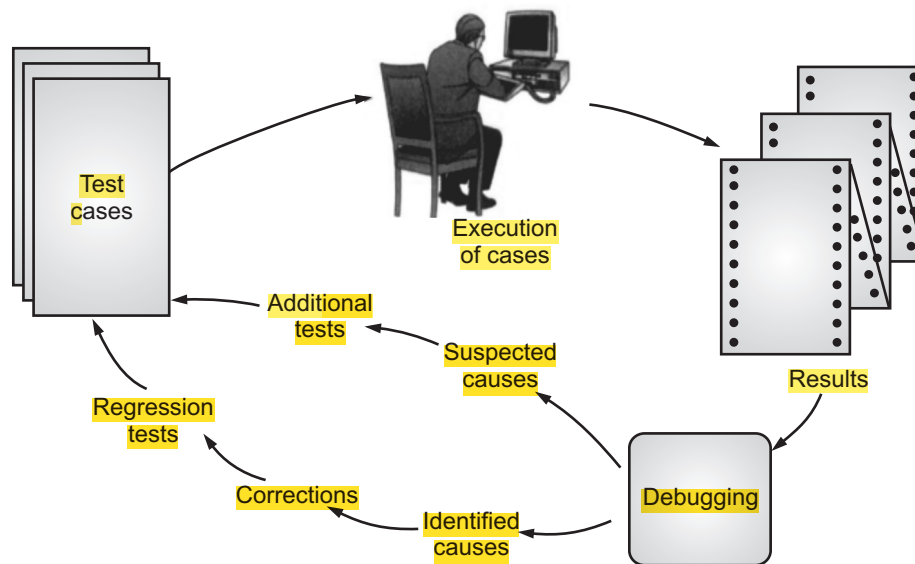 Test
cases
Execution
of cases
Results
Additional
tests
Suspected
causes
Debugging
Regression
tests
Corrections
Identified
causes